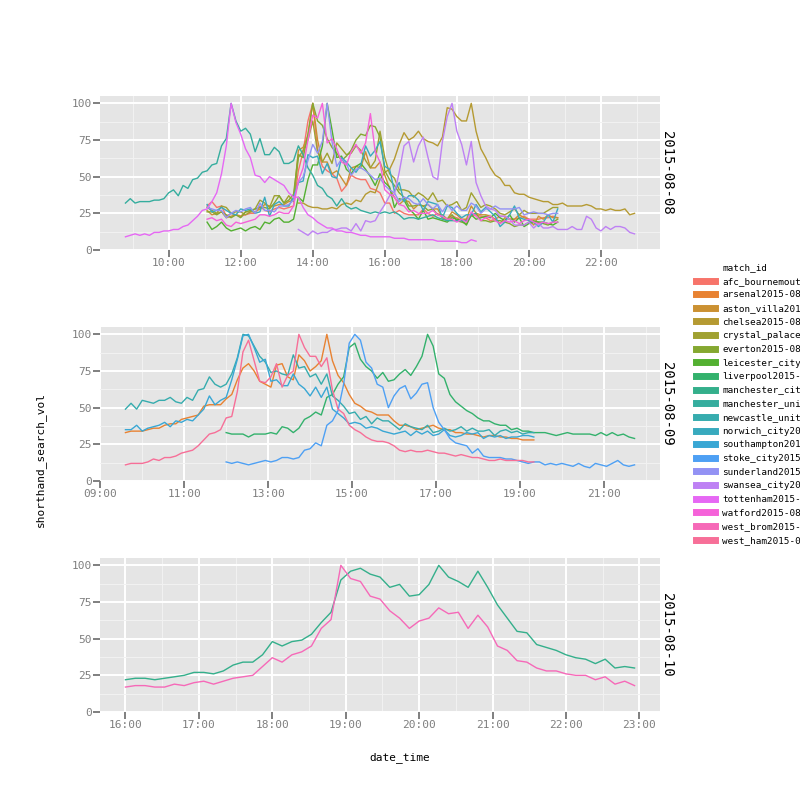 100
75
50
25
0
10:00 12:00 14:00 16:00 18:00 20:00 22:00
2015-08-08
100
75
50
25
0
09:00 11:00 13:00 15:00 17:00 19:00 21:00
2015-08-09
100
75
50
25
0
16:00 17:00 18:00 19:00 20:00 21:00 22:00 23:00
2015-08-10
shorthand_search_vol
date_time
match_id
afc_bournemout
arsenal2015-08
aston_villa201
chelsea2015-08
crystal_palace
everton2015-08
leicester_city
liverpool2015-
manchester_cit
manchester_uni
newcastle_unit
norwich_city20
southampton201
stoke_city2015
sunderland2015
swansea_city20
tottenham2015-
watford2015-08
west_brom2015-
west_ham2015-0